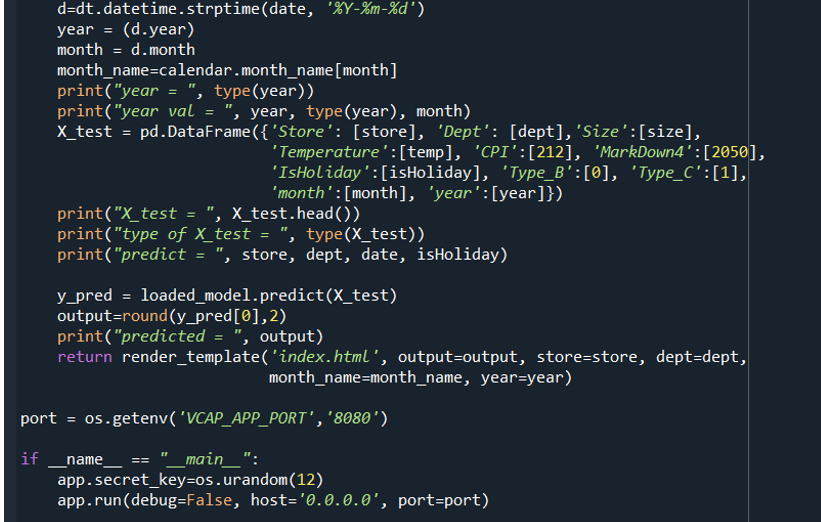 d=dt.datetime.strptime(date, '%Y-%m-%d')
    year = (d.year)
    month = d.month
    month_name=calendar.month_name[month]
    print("year = ", type(year))
    print("year val = ", year, type(year), month)
    X_test = pd.DataFrame({'Store': [store], 'Dept': [dept],'Size':[size],
                           'Temperature':[temp], 'CPI':[212], 'MarkDown4':[2050],
                           'IsHoliday':[isHoliday], 'Type_B':[0], 'Type_C':[1],
                           'month':[month], 'year':[year]})
    print("X_test = ", X_test.head())
    print("type of X_test = ", type(X_test))
    print("predict = ", store, dept, date, isHoliday)

    y_pred = loaded_model.predict(X_test)
    output=round(y_pred[0],2)
    print("predicted = ", output)
    return render_template('index.html', output=output, store=store, dept=dept,
                           month_name=month_name, year=year)

port = os.getenv('VCAP_APP_PORT','8080')

if __name__ == "__main__":
    app.secret_key=os.urandom(12)
    app.run(debug=False, host='0.0.0.0', port=port)